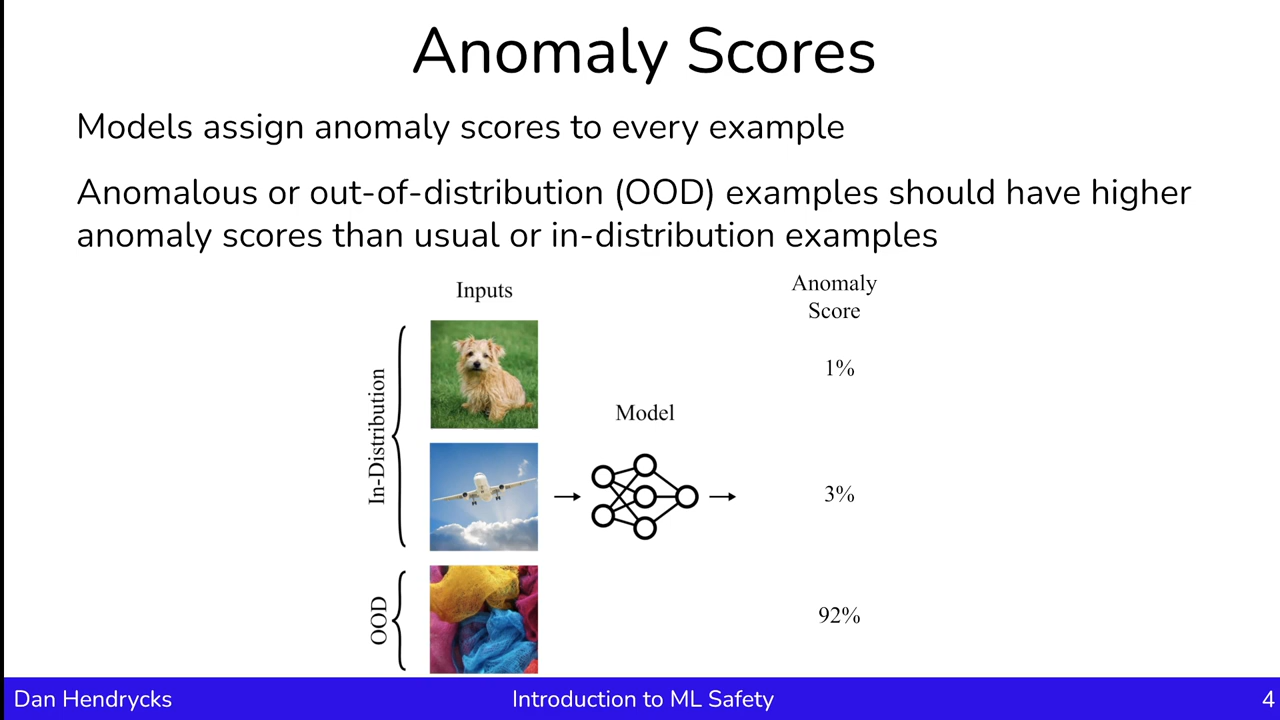 Anomaly Scores
Models assign anomaly scores to every example
Anomalous or out-of-distribution (OOD) examples should have higher
anomaly scores than usual or in-distribution examples
Inputs
Anomaly
Score
In-Distribution
1%
Model
3%
OOD
92%
Dan Hendrycks
Introduction to ML Safety
4